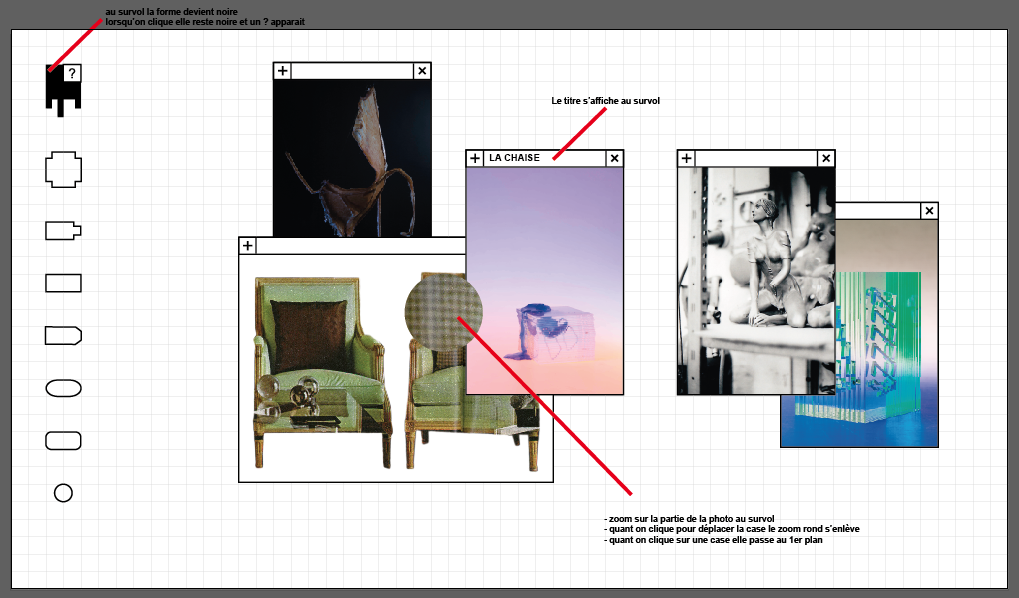 au survol la forme devient noire
lorsqu'on clique elle reste noire et un ? apparait
?
Le titre s'affiche au survol
LA CHAISE
- zoom sur la partie de la photo au survol
- quant on clique pour déplacer la case le zoom rond s'enlève
- quant on clique sur une case elle passe au 1er plan